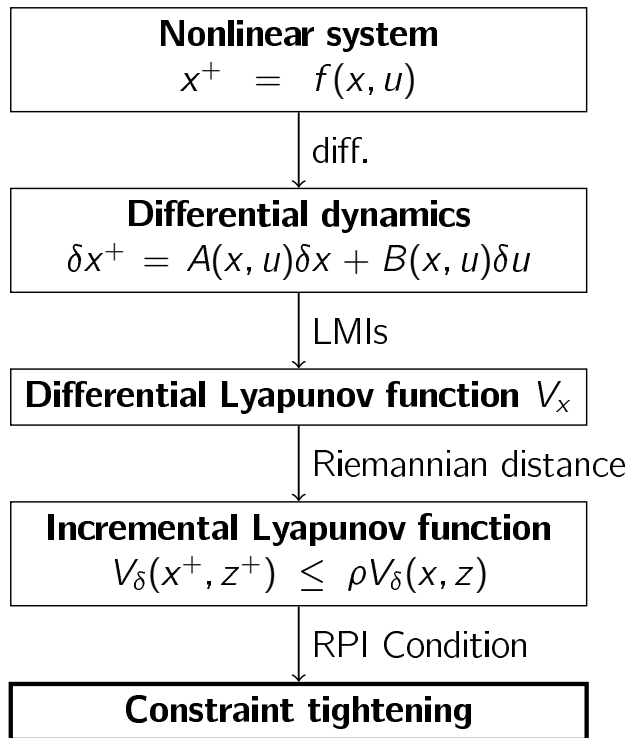 Nonlinear system
x⁺ = f(x, u)
diff.
Differential dynamics
δx⁺ = A(x, u)δx + B(x, u)δu
LMIs
Differential Lyapunov function Vₓ
Riemannian distance
Incremental Lyapunov function
V_δ(x⁺, z⁺) ≤ ρV_δ(x, z)
RPI Condition
Constraint tightening